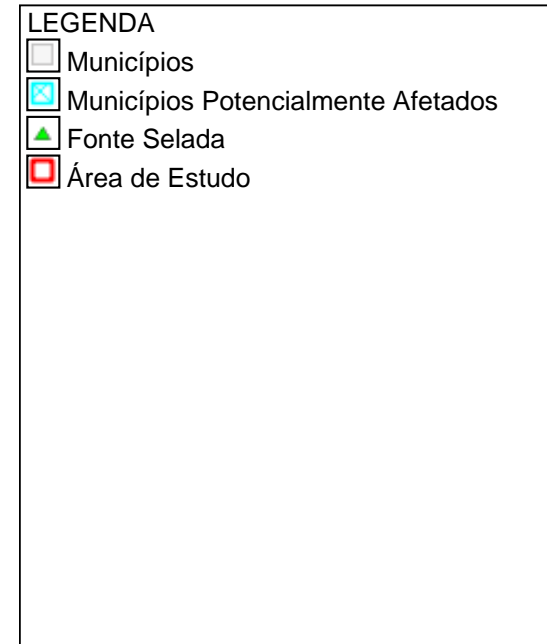 LEGENDA
Municípios
Municípios Potencialmente Afetados
Fonte Selada
Área de Estudo